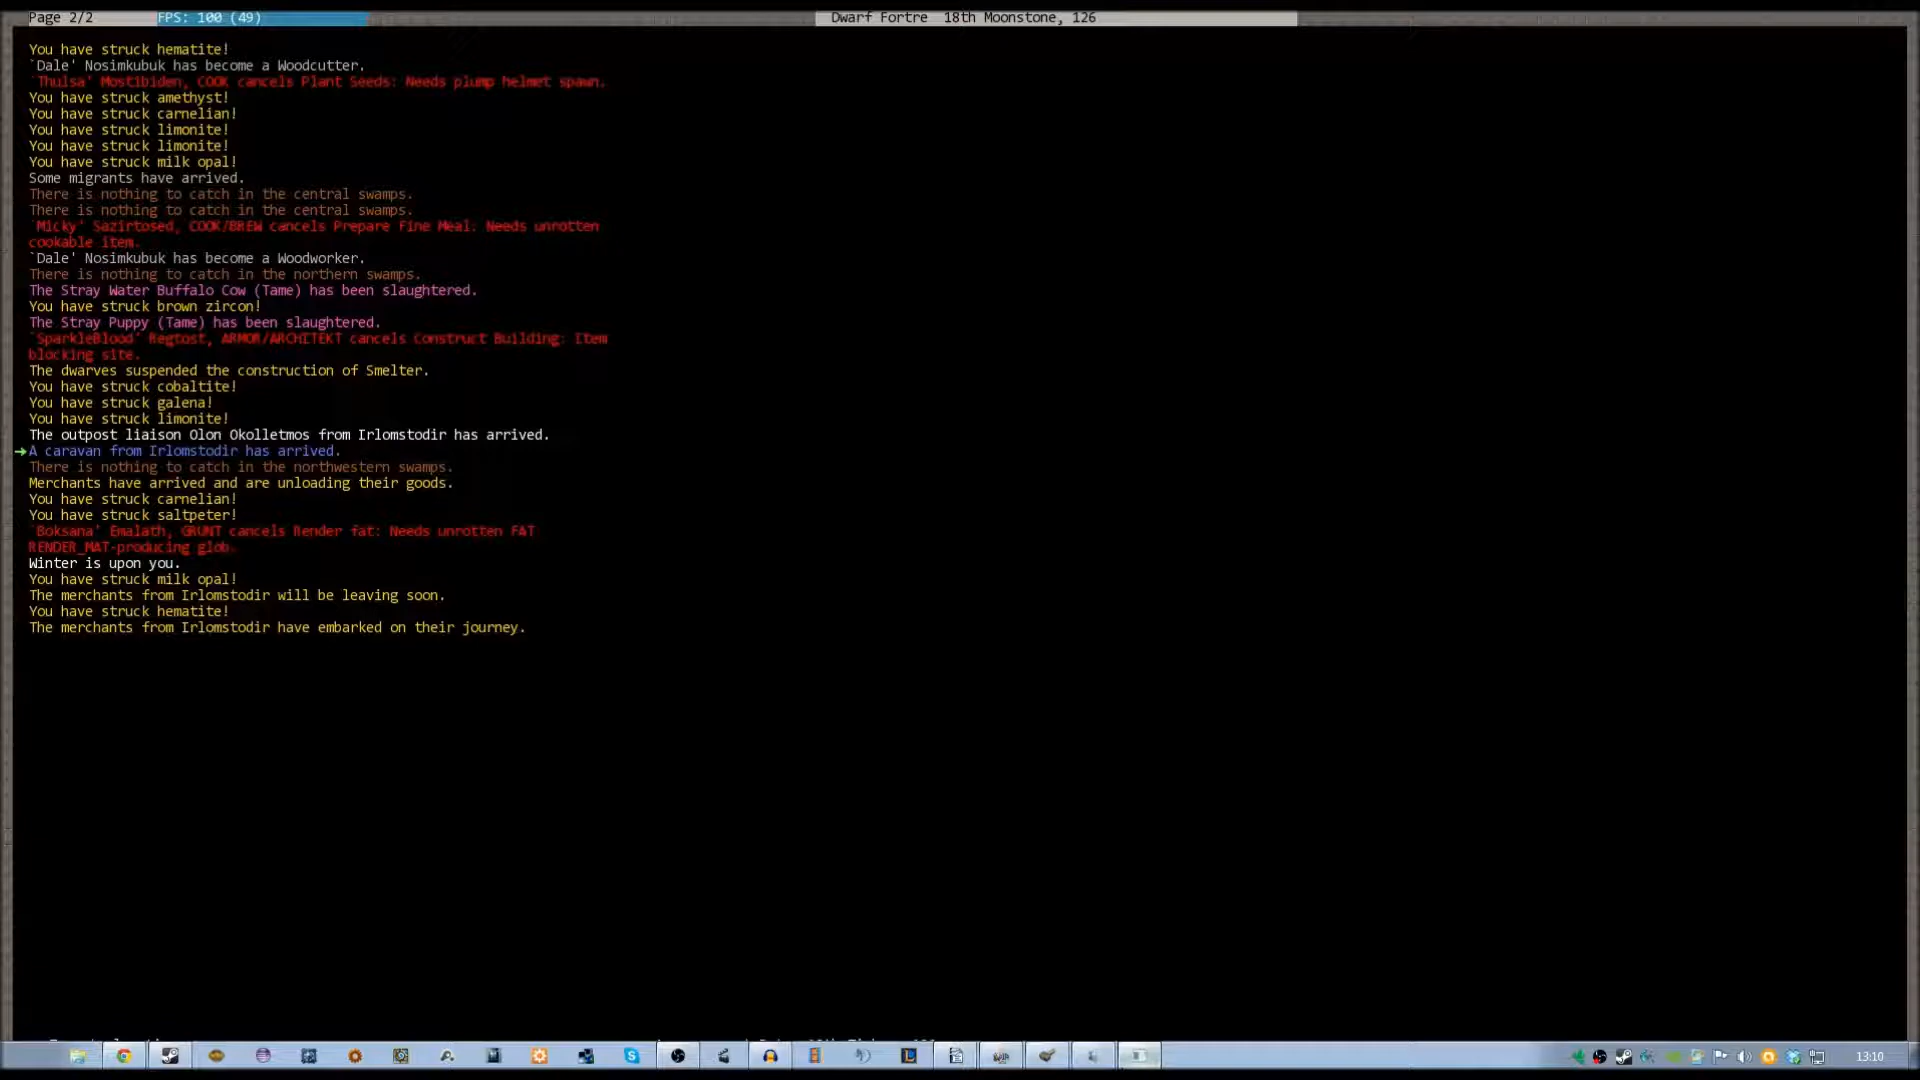 Page 2/2 FPS: 100 (49) Dwarf Fortre 18th Moonstone, 126
You have struck hematite!
`Dale' Nosimkubuk has become a Woodcutter.
`Thulsa' Mostibiden, COOK cancels Plant Seeds: Needs plump helmet spawn.
You have struck amethyst!
You have struck carnelian!
You have struck limonite!
You have struck limonite!
You have struck milk opal!
Some migrants have arrived.
There is nothing to catch in the central swamps.
There is nothing to catch in the central swamps.
`Micky' Sazirtosed, COOK/BREW cancels Prepare Fine Meal: Needs unrotten
cookable item.
`Dale' Nosimkubuk has become a Woodworker.
There is nothing to catch in the northern swamps.
The Stray Water Buffalo Cow (Tame) has been slaughtered.
You have struck brown zircon!
The Stray Puppy (Tame) has been slaughtered.
`SparkleBlood' Regtost, ARMOR/ARCHITEKT cancels Construct Building: Item
blocking site.
The dwarves suspended the construction of Smelter.
You have struck cobaltite!
You have struck galena!
You have struck limonite!
The outpost liaison Olon Okolletmos from Irlomstodir has arrived.
A caravan from Irlomstodir has arrived.
There is nothing to catch in the northwestern swamps.
Merchants have arrived and are unloading their goods.
You have struck carnelian!
You have struck saltpeter!
`Boksana' Emalath, GRUNT cancels Render fat: Needs unrotten FAT
RENDER_MAT-producing glob.
Winter is upon you.
You have struck milk opal!
The merchants from Irlomstodir will be leaving soon.
You have struck hematite!
The merchants from Irlomstodir have embarked on their journey.
13:10